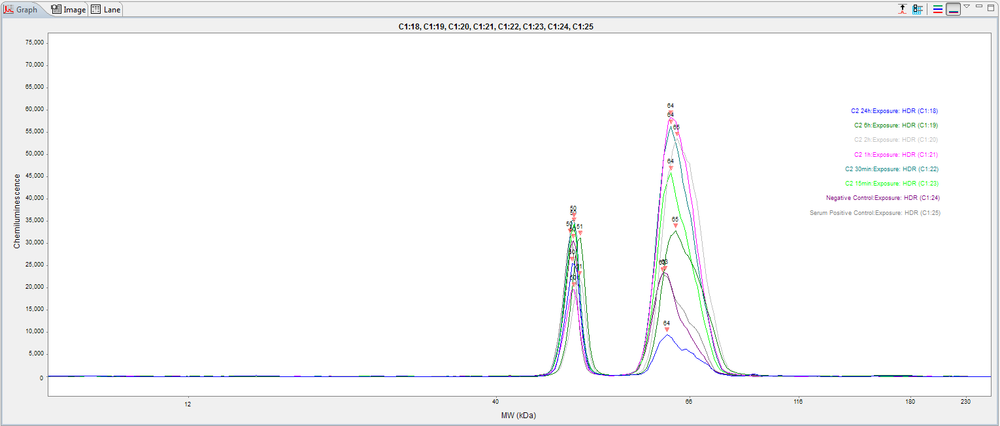 Graph Image Lane
C1:18, C1:19, C1:20, C1:21, C1:22, C1:23, C1:24, C1:25
75,000
70,000
65,000
60,000
55,000
50,000
45,000
40,000
35,000
30,000
25,000
20,000
15,000
10,000
5,000
0
Chemiluminescence
64
64
65
64
65
63
64
50
50
51
50
50
50
51
50
C2 24h:Exposure: HDR (C1:18)
C2 6h:Exposure: HDR (C1:19)
C2 2h:Exposure: HDR (C1:20)
C2 1h:Exposure: HDR (C1:21)
C2 30min:Exposure: HDR (C1:22)
C2 15min:Exposure: HDR (C1:23)
Negative Control:Exposure: HDR (C1:24)
Serum Positive Control:Exposure: HDR (C1:25)
12 40 66 116 180 230
MW (kDa)